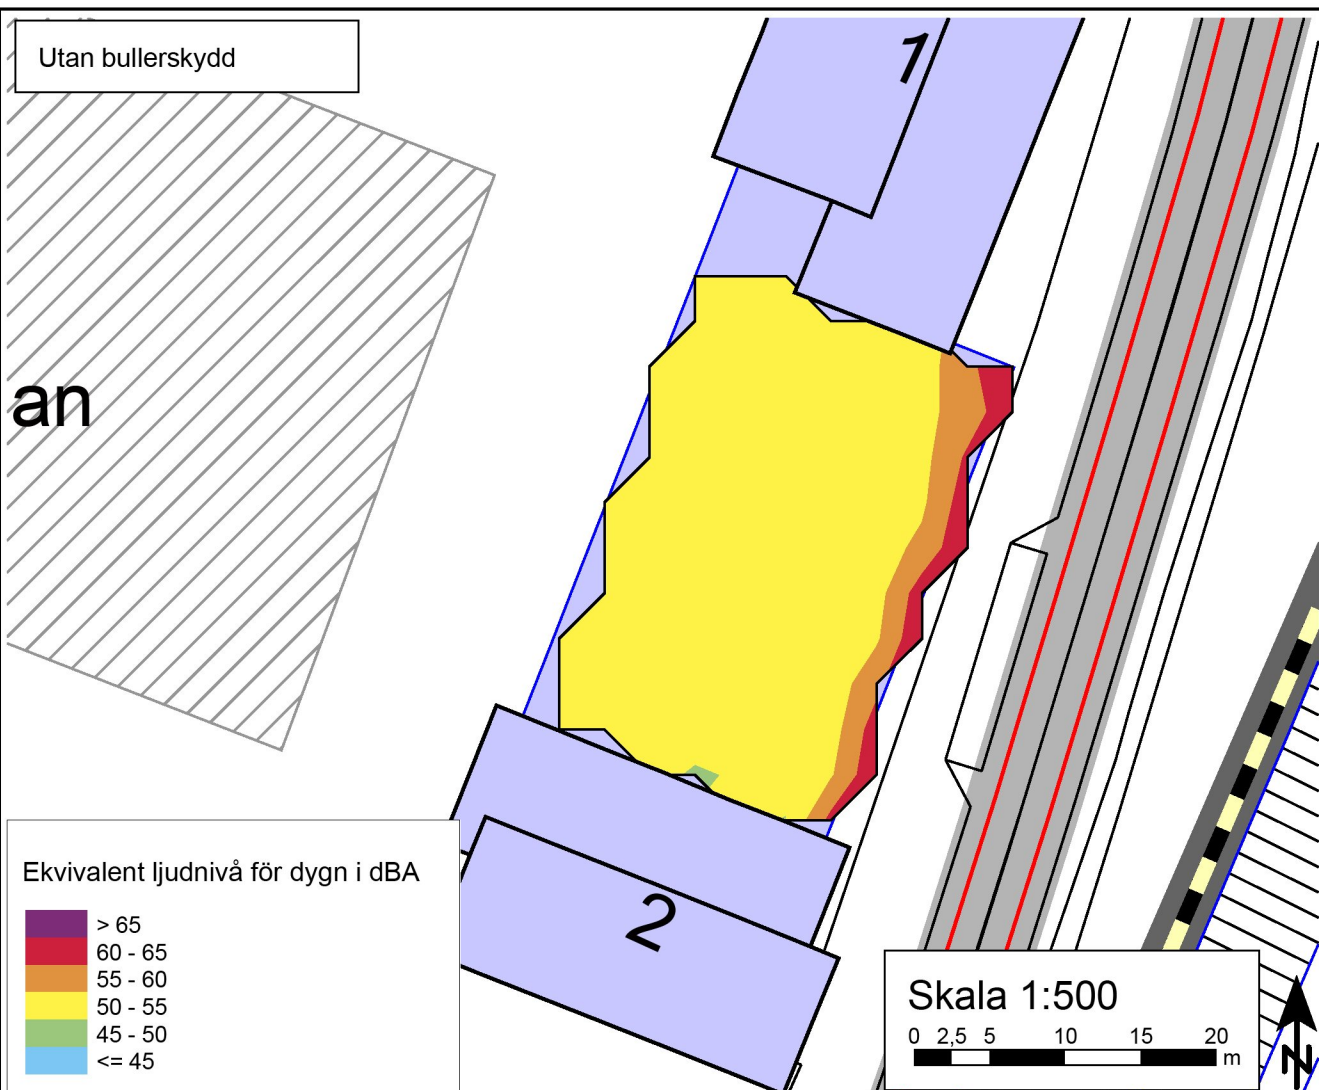 Utan bullerskydd
1
an
2
Ekvivalent ljudnivå för dygn i dBA
> 65
60 - 65
55 - 60
50 - 55
45 - 50
<= 45
Skala 1:500
0 2,5 5 10 15 20
m
N